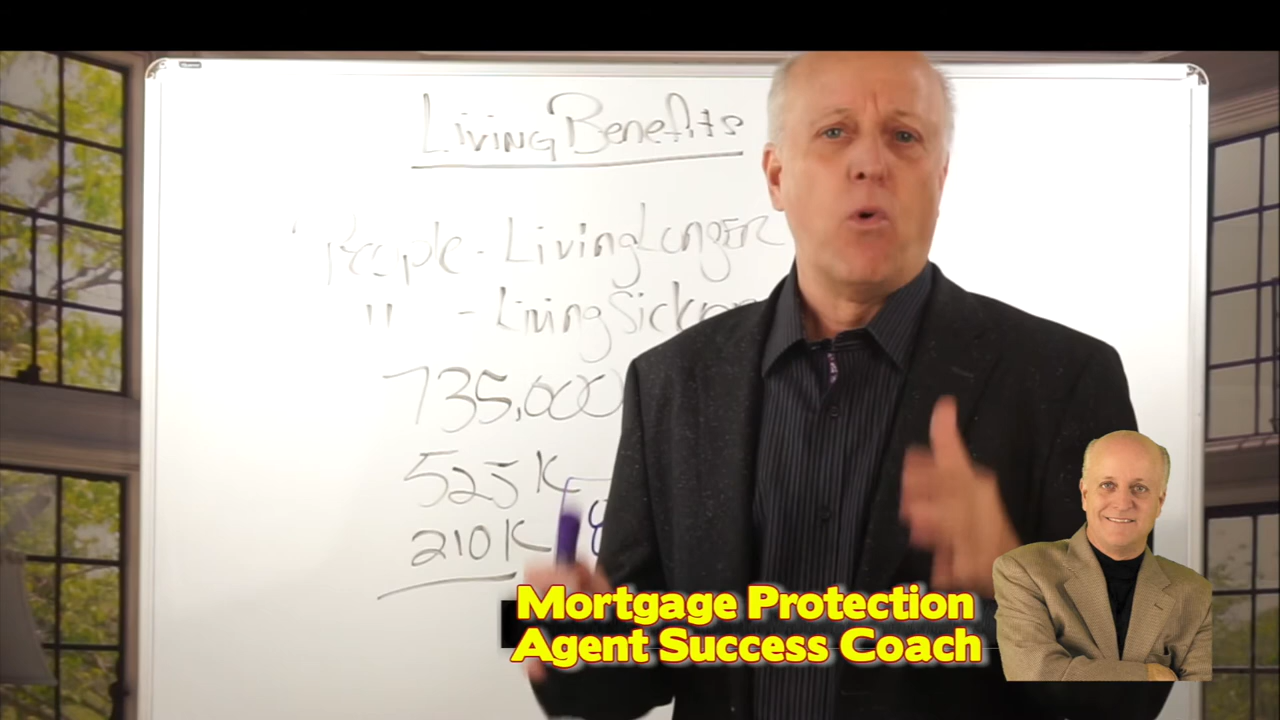 Living Benefits
People - Living Longer
" - Living Sick
735,000
525K
210K
Mortgage Protection
Agent Success Coach